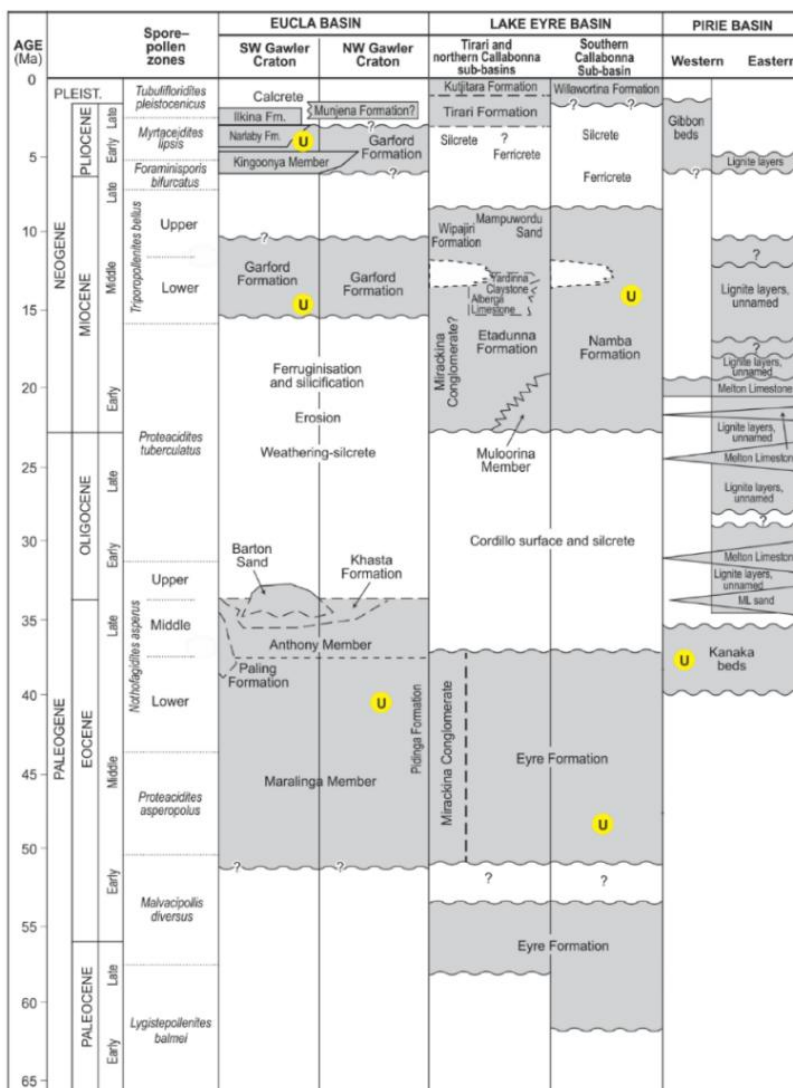 AGE
(Ma)
Spore–
pollen
zones
EUCLA BASIN
SW Gawler
Craton
NW Gawler
Craton
LAKE EYRE BASIN
Tirari and
northern Callabonna
sub-basins
Southern
Callabonna
Sub-basin
PIRIE BASIN
Western
Eastern
0
5
10
15
20
25
30
35
40
45
50
55
60
65
NEOGENE
PALEOGENE
PLEIST.
PLIOCENE
MIOCENE
OLIGOCENE
EOCENE
PALEOCENE
Late
Early
Late
Middle
Early
Late
Early
Late
Middle
Early
Late
Early
Tubulifloridites
pleistocenicus
Myrtaceidites
lipsis
Foraminisporis
bifurcatus
Triporopollenites bellus
Upper
Lower
Proteacidites
tuberculatus
Nothofagidites asperus
Upper
Middle
Lower
Proteacidites
asperopolus
Malvacipollis
diversus
Lygistepollenites
balmei
Calcrete
Ilkina Fm.
Munjena Formation?
Narlaby Fm.
U
?
Kingoonya Member
Garford
Formation
?
?
Garford
Formation
U
Garford
Formation
Ferruginisation
and silicification
Erosion
Weathering-silcrete
Barton
Sand
Khasta
Formation
Anthony Member
Paling
Formation
U
Pidinga Formation
Maralinga Member
?
?
Kutjitara Formation
Tirari Formation
Silcrete
?
Ferricrete
Willawortina Formation
?
?
Silcrete
Ferricrete
Wipajiri
Formation
Mampuwordu
Sand
Yardinna
Claystone
Alberga
Limestone
Mirackina
Conglomerate?
Etadunna
Formation
U
Namba
Formation
Muloorina
Member
Cordillo surface and silcrete
Mirackina Conglomerate
Eyre Formation
U
?
?
Eyre Formation
Gibbon
beds
?
Lignite layers
?
Lignite layers,
unnamed
?
Lignite layers,
unnamed
Melton Limestone
Lignite layers,
unnamed
Melton Limestone
Lignite layers,
unnamed
?
Melton Limestone
Lignite layers,
unnamed
ML sand
U
Kanaka
beds